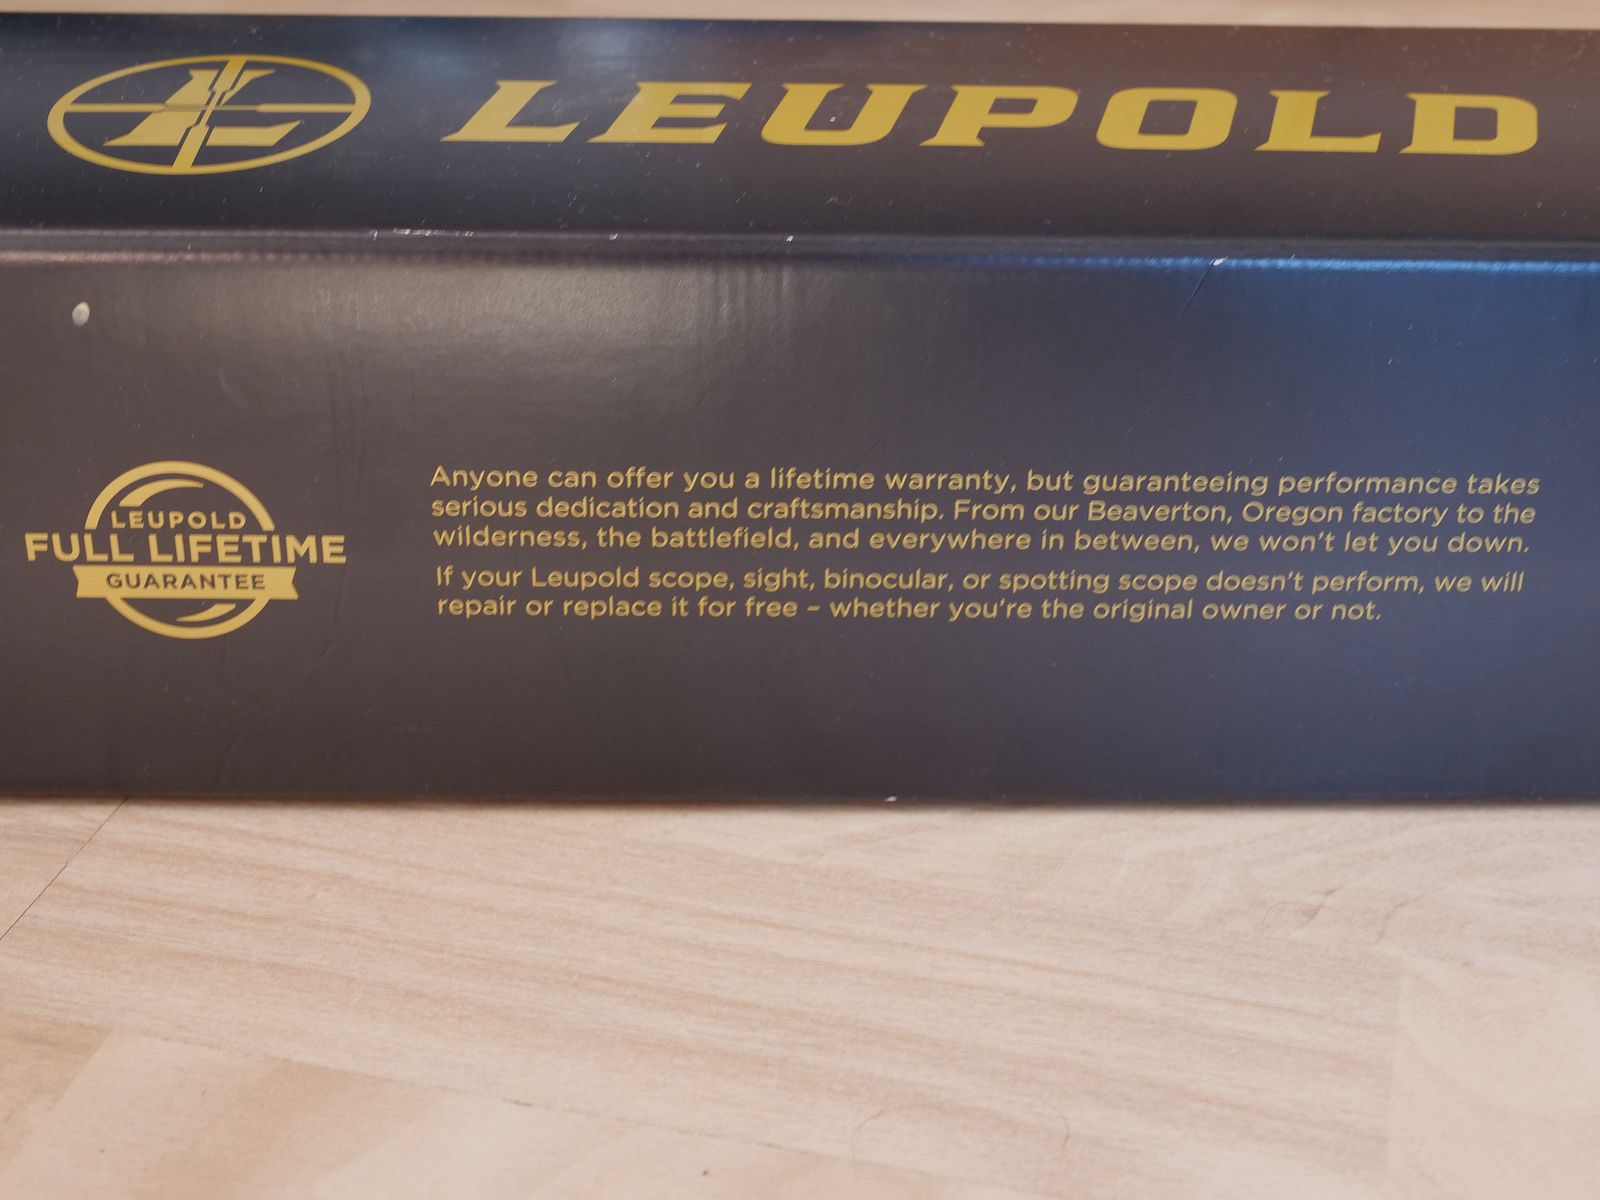 LEUPOLD
LEUPOLD
FULL LIFETIME
GUARANTEE
Anyone can offer you a lifetime warranty, but guaranteeing performance takes
serious dedication and craftsmanship. From our Beaverton, Oregon factory to the
wilderness, the battlefield, and everywhere in between, we won't let you down.
If your Leupold scope, sight, binocular, or spotting scope doesn't perform, we will
repair or replace it for free – whether you're the original owner or not.